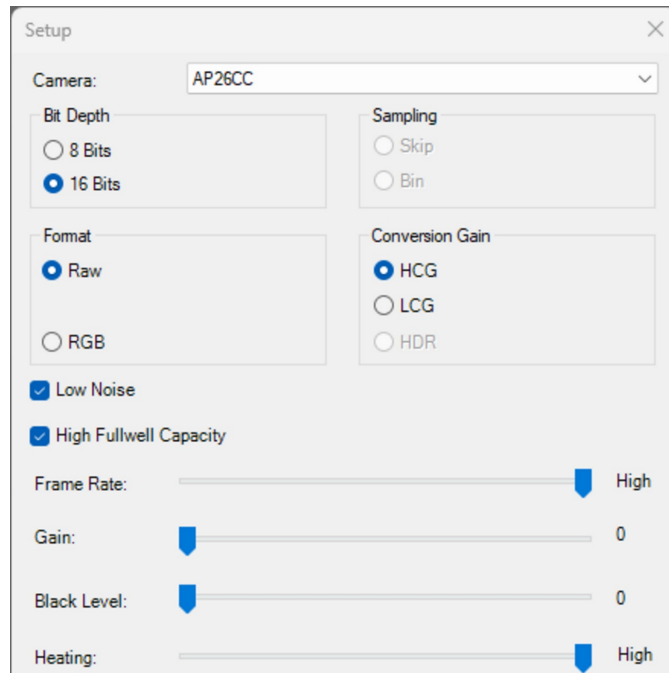 Setup
Camera: AP26CC
Bit Depth
8 Bits
16 Bits
Sampling
Skip
Bin
Format
Raw
RGB
Conversion Gain
HCG
LCG
HDR
Low Noise
High Fullwell Capacity
Frame Rate: High
Gain: 0
Black Level: 0
Heating: High